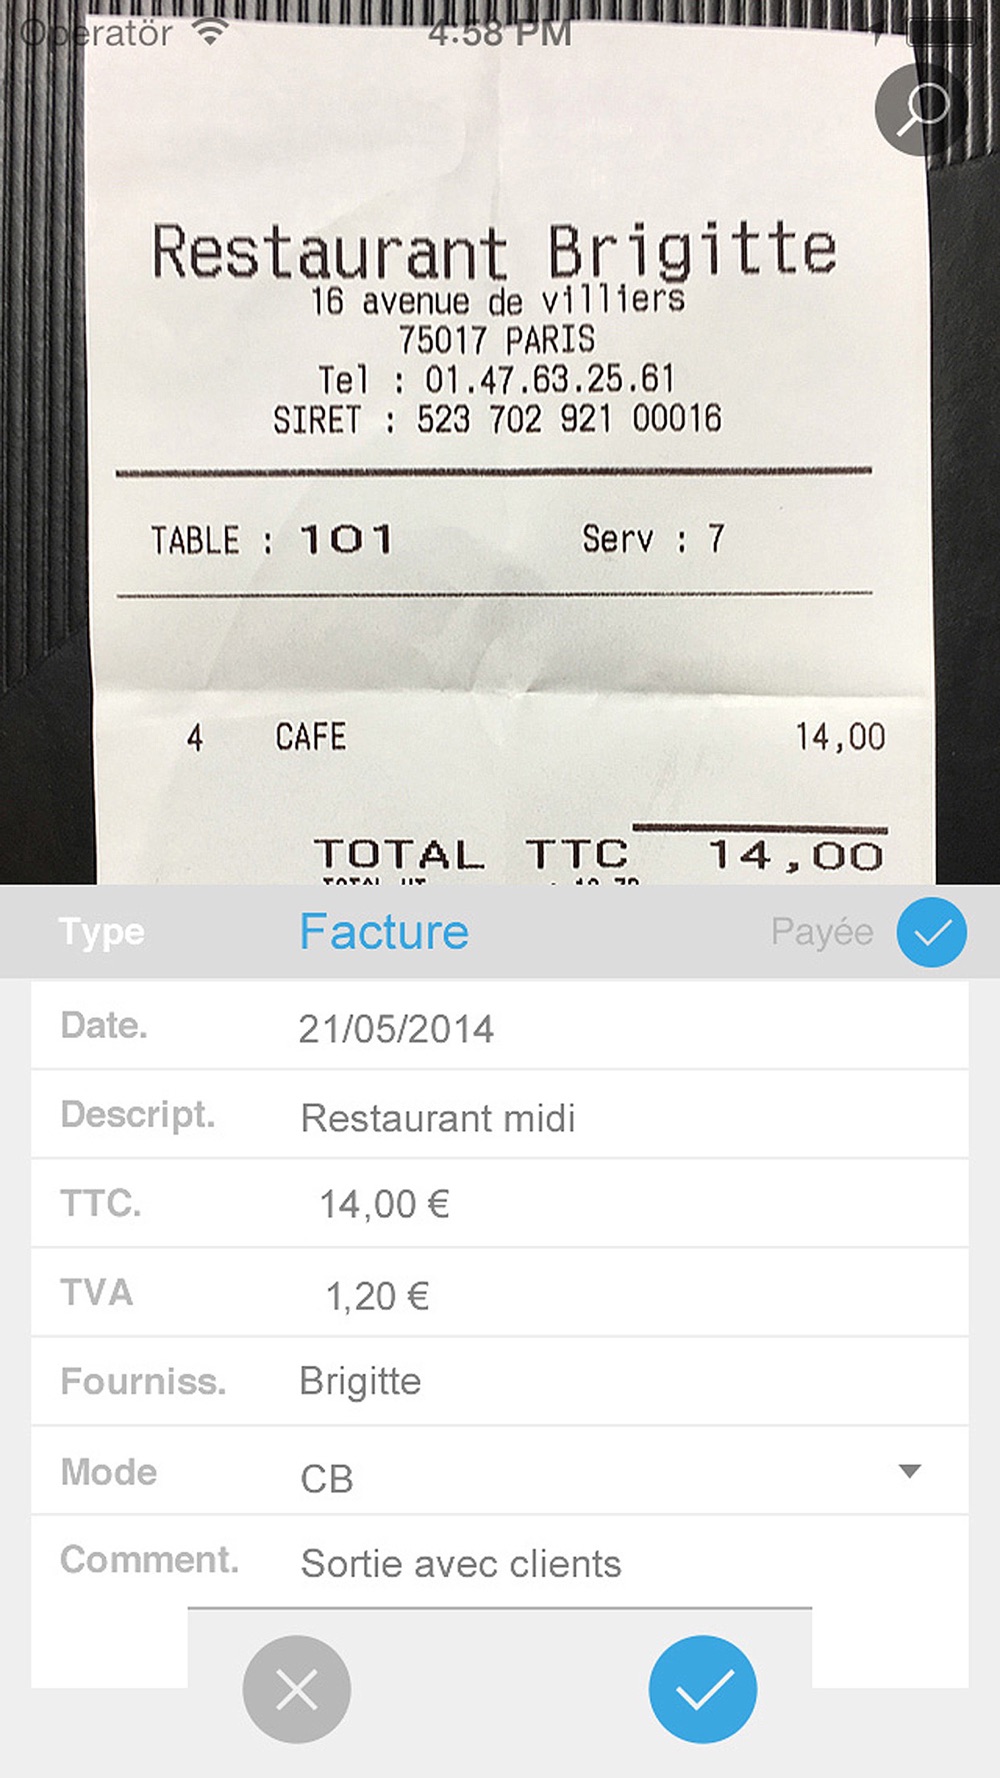 Operatör 4:58 PM
Restaurant Brigitte
16 avenue de villiers
75017 PARIS
Tel : 01.47.63.25.61
SIRET : 523 702 921 00016
TABLE : 101 Serv : 7
4 CAFE 14,00
TOTAL TTC 14,00
Type Facture Payée
Date. 21/05/2014
Descript. Restaurant midi
TTC. 14,00 €
TVA 1,20 €
Fourniss. Brigitte
Mode CB
Comment. Sortie avec clients